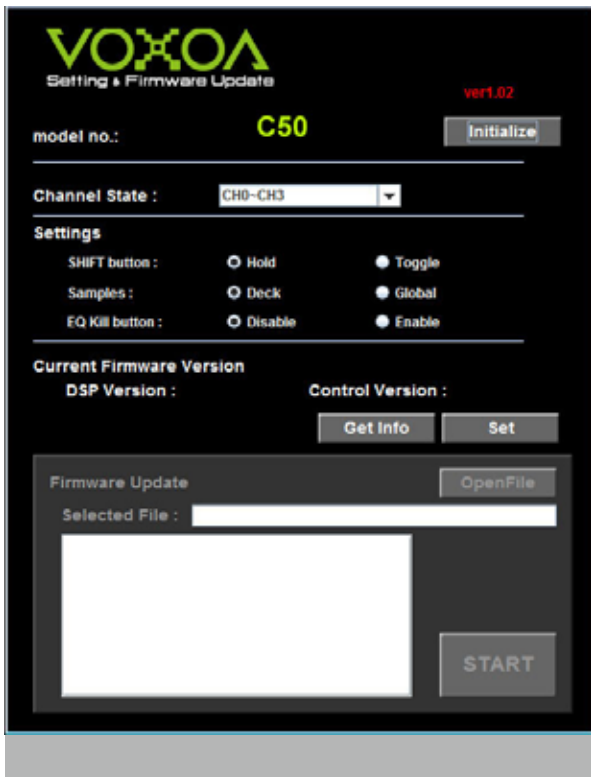 VOXOA
Setting & Firmware Update
ver1.02
model no.: C50 Initialize
Channel State : CH0~CH3
Settings
SHIFT button : Hold Toggle
Samples : Deck Global
EQ Kill button : Disable Enable
Current Firmware Version
DSP Version : Control Version :
Get Info Set
Firmware Update OpenFile
Selected File :
START